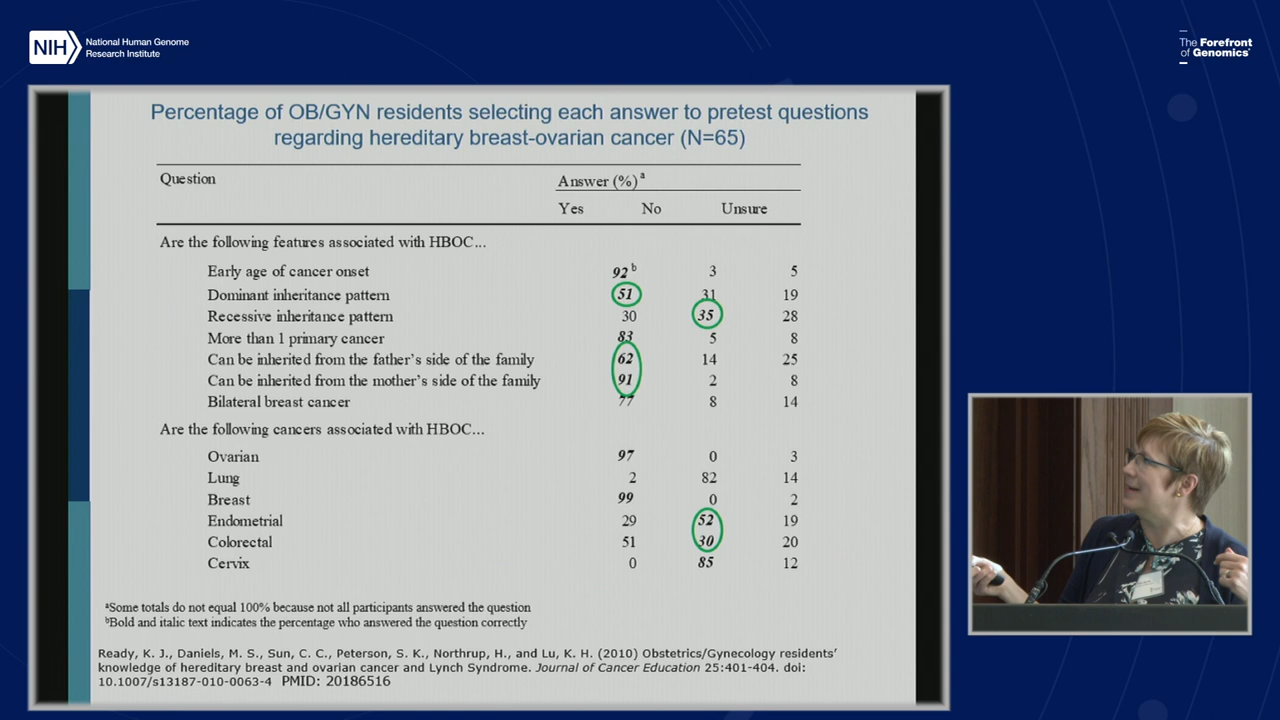 NIH National Human Genome
Research Institute
The Forefront
of Genomics®
Percentage of OB/GYN residents selecting each answer to pretest questions
regarding hereditary breast-ovarian cancer (N=65)
Question Answer (%)a
Yes No Unsure
Are the following features associated with HBOC...
Early age of cancer onset 92b 3 5
Dominant inheritance pattern 51 31 19
Recessive inheritance pattern 30 35 28
More than 1 primary cancer 83 5 8
Can be inherited from the father's side of the family 62 14 25
Can be inherited from the mother's side of the family 91 2 8
Bilateral breast cancer 77 8 14
Are the following cancers associated with HBOC...
Ovarian 97 0 3
Lung 2 82 14
Breast 99 0 2
Endometrial 29 52 19
Colorectal 51 30 20
Cervix 0 85 12
aSome totals do not equal 100% because not all participants answered the question
bBold and italic text indicates the percentage who answered the question correctly
Ready, K. J., Daniels, M. S., Sun, C. C., Peterson, S. K., Northrup, H., and Lu, K. H. (2010) Obstetrics/Gynecology residents'
knowledge of hereditary breast and ovarian cancer and Lynch Syndrome. Journal of Cancer Education 25:401-404. doi:
10.1007/s13187-010-0063-4 PMID: 20186516